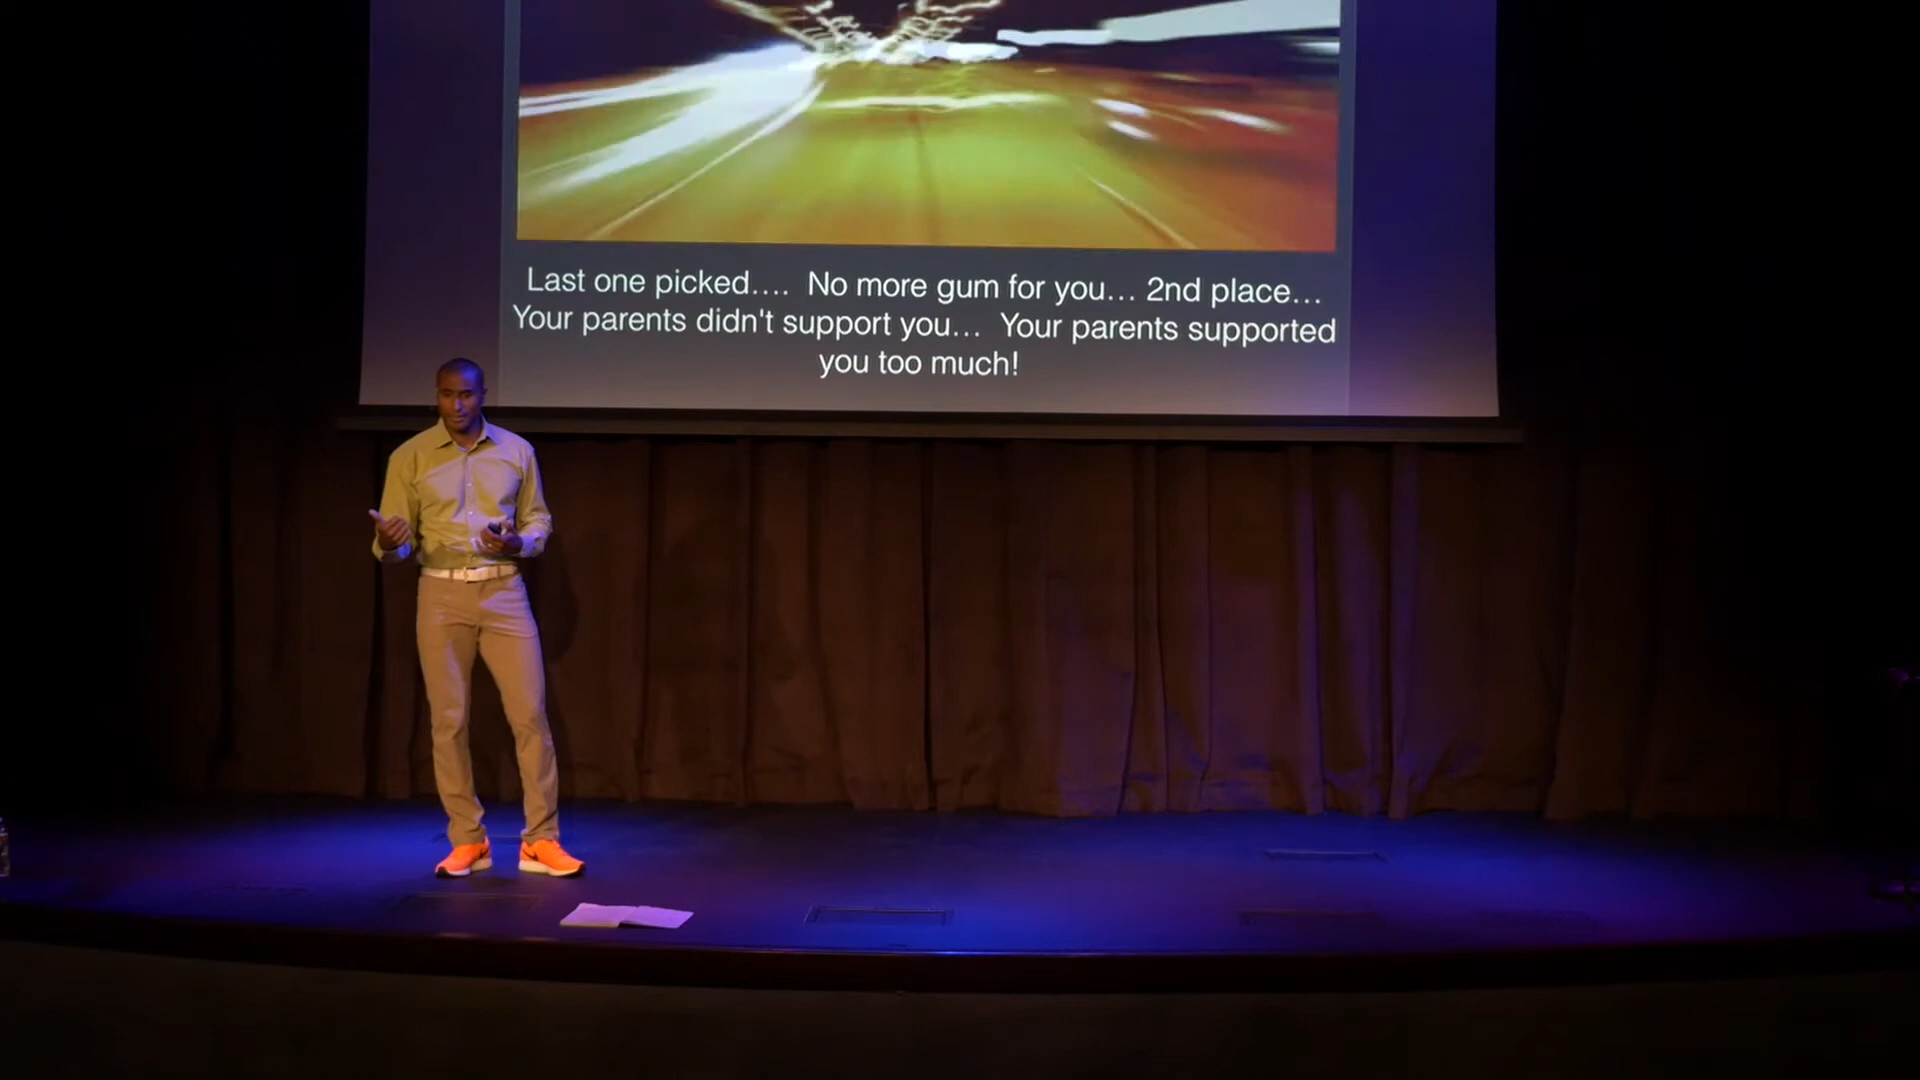 Last one picked.... No more gum for you... 2nd place...
Your parents didn't support you... Your parents supported
you too much!